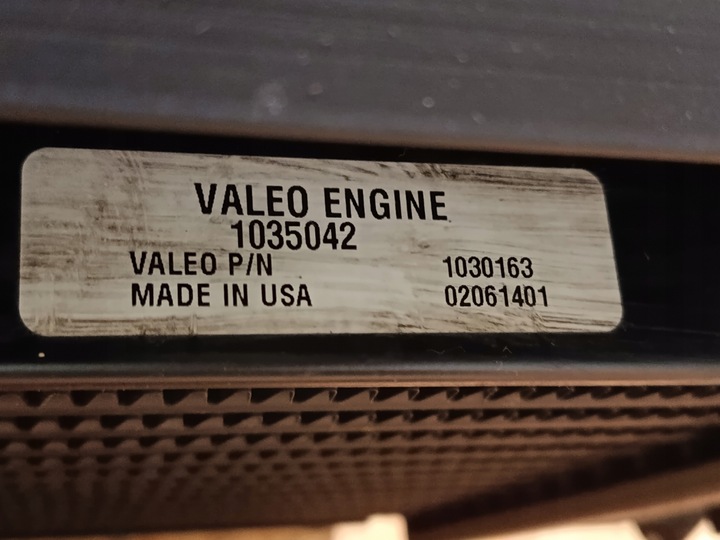 VALEO ENGINE
1035042
VALEO P/N 1030163
MADE IN USA 02061401